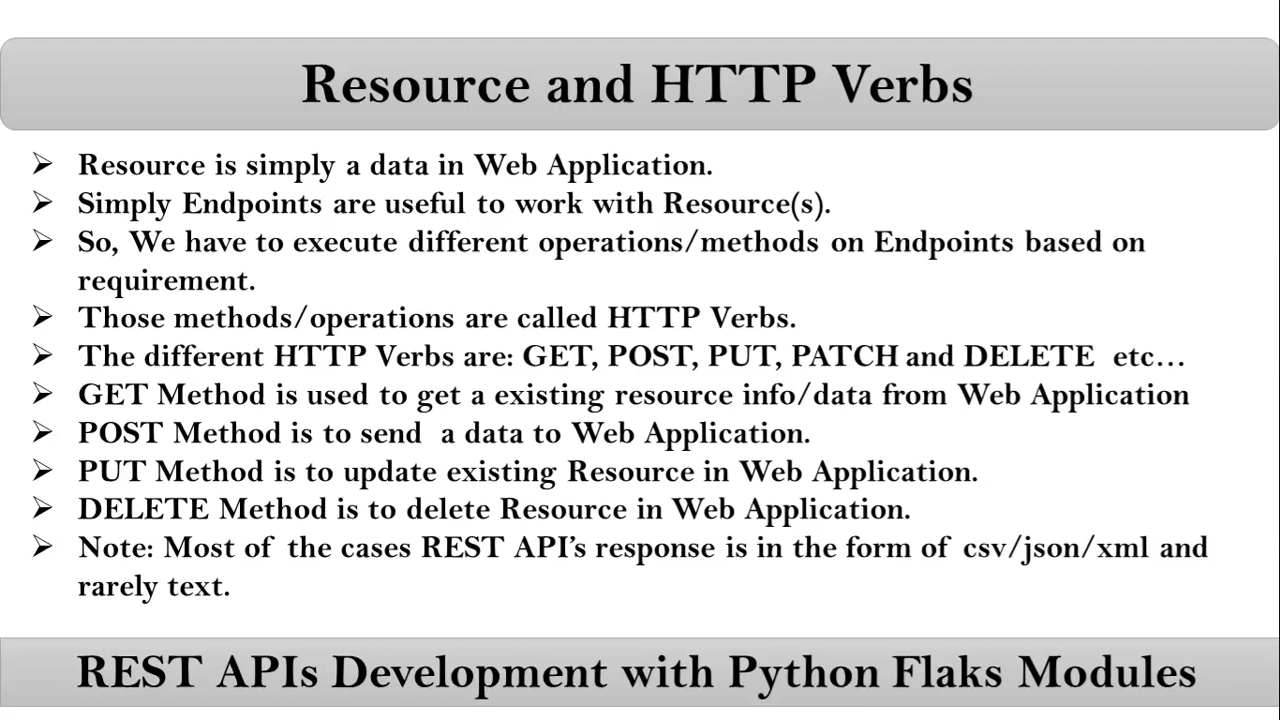 Resource and HTTP Verbs
➢ Resource is simply a data in Web Application.
➢ Simply Endpoints are useful to work with Resource(s).
➢ So, We have to execute different operations/methods on Endpoints based on
requirement.
➢ Those methods/operations are called HTTP Verbs.
➢ The different HTTP Verbs are: GET, POST, PUT, PATCH and DELETE etc...
➢ GET Method is used to get a existing resource info/data from Web Application
➢ POST Method is to send a data to Web Application.
➢ PUT Method is to update existing Resource in Web Application.
➢ DELETE Method is to delete Resource in Web Application.
➢ Note: Most of the cases REST API's response is in the form of csv/json/xml and
rarely text.
REST APIs Development with Python Flaks Modules